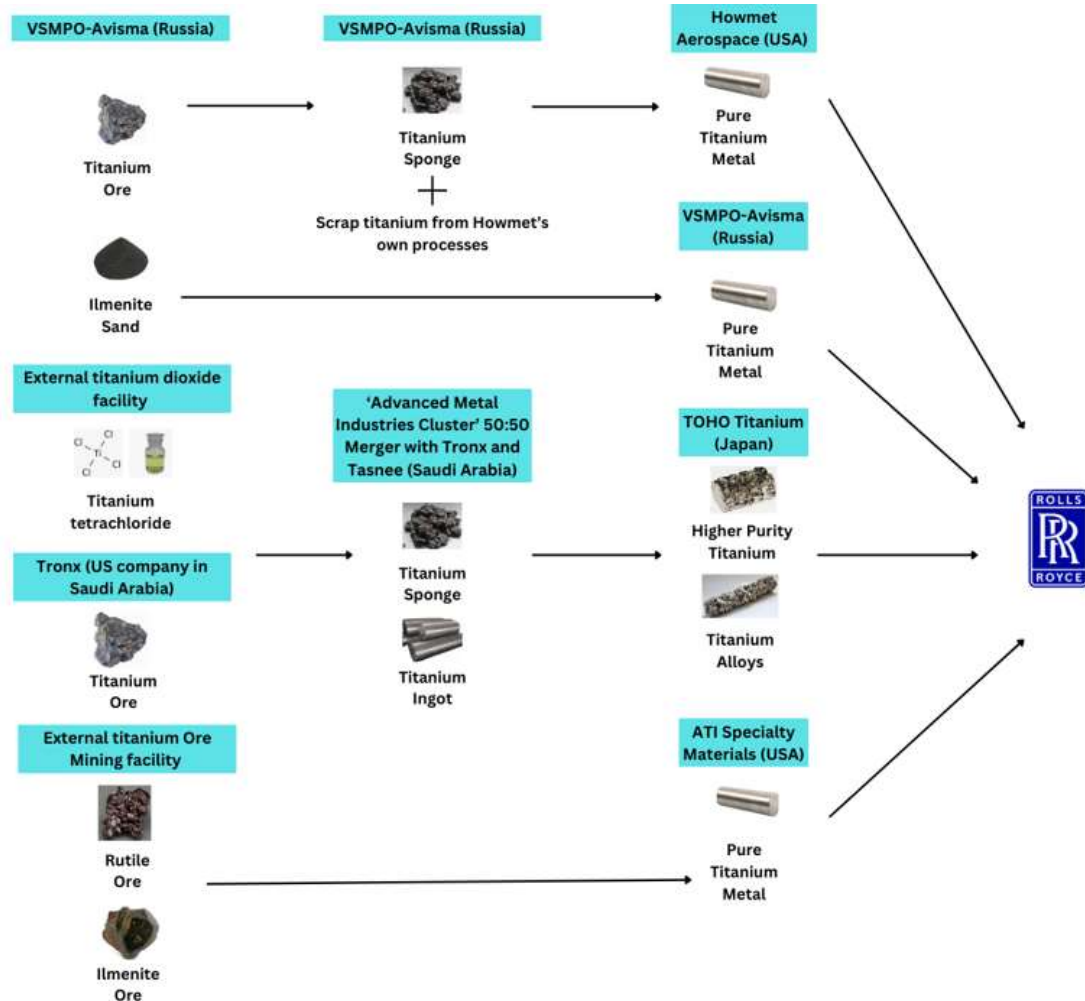 VSMPO-Avisma (Russia)
VSMPO-Avisma (Russia)
Howmet
Aerospace (USA)
Titanium
Ore
Titanium
Sponge
Pure
Titanium
Metal
Scrap titanium from Howmet's
own processes
VSMPO-Avisma
(Russia)
Ilmenite
Sand
Pure
Titanium
Metal
External titanium dioxide
facility
Cl
Cl
Ti
Cl
Cl
Titanium
tetrachloride
'Advanced Metal
Industries Cluster' 50:50
Merger with Tronx and
Tasnee (Saudi Arabia)
TOHO Titanium
(Japan)
Higher Purity
Titanium
ROLLS
RR
ROYCE
Tronx (US company in
Saudi Arabia)
Titanium
Ore
Titanium
Sponge
Titanium
Ingot
Titanium
Alloys
External titanium Ore
Mining facility
ATI Specialty
Materials (USA)
Rutile
Ore
Pure
Titanium
Metal
Ilmenite
Ore